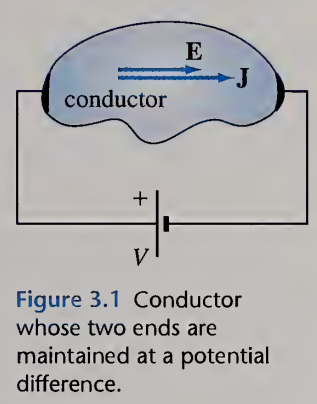 E
J
conductor
+
V
Figure 3.1 Conductor
whose two ends are
maintained at a potential
difference.